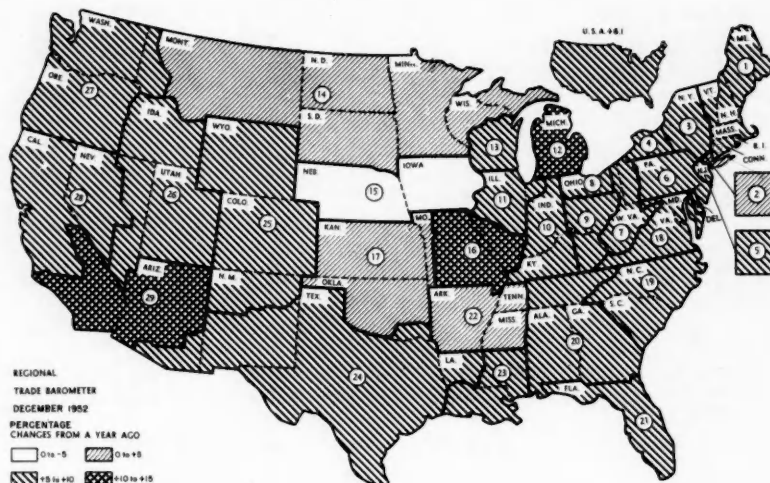 WASH.
MONT.
N.D.
MINN.
U.S.A. +8.1
ME.
1
ORE.
27
14
S.D.
WIS.
MICH.
N.Y.
VT.
N.H.
MASS.
3
4
IDA.
WYO.
13
12
R.I.
CONN.
2
CAL.
NEV.
UTAH
NEB.
IOWA
ILL.
OHIO
8
PA.
6
N.J.
28
COLO.
15
11
IND.
9
W. VA.
MD.
DEL.
5
25
KAN.
MO.
10
7
VA.
18
17
16
KY.
ARIZ.
N.M.
OKLA.
ARK.
TENN.
N.C.
19
29
TEX.
22
MISS.
ALA.
GA.
S.C.
20
LA.
23
24
FLA.
21
REGIONAL
TRADE BAROMETER
DECEMBER 1952
PERCENTAGE
CHANGES FROM A YEAR AGO
0 to -5
+5 to +10
+10 to +15